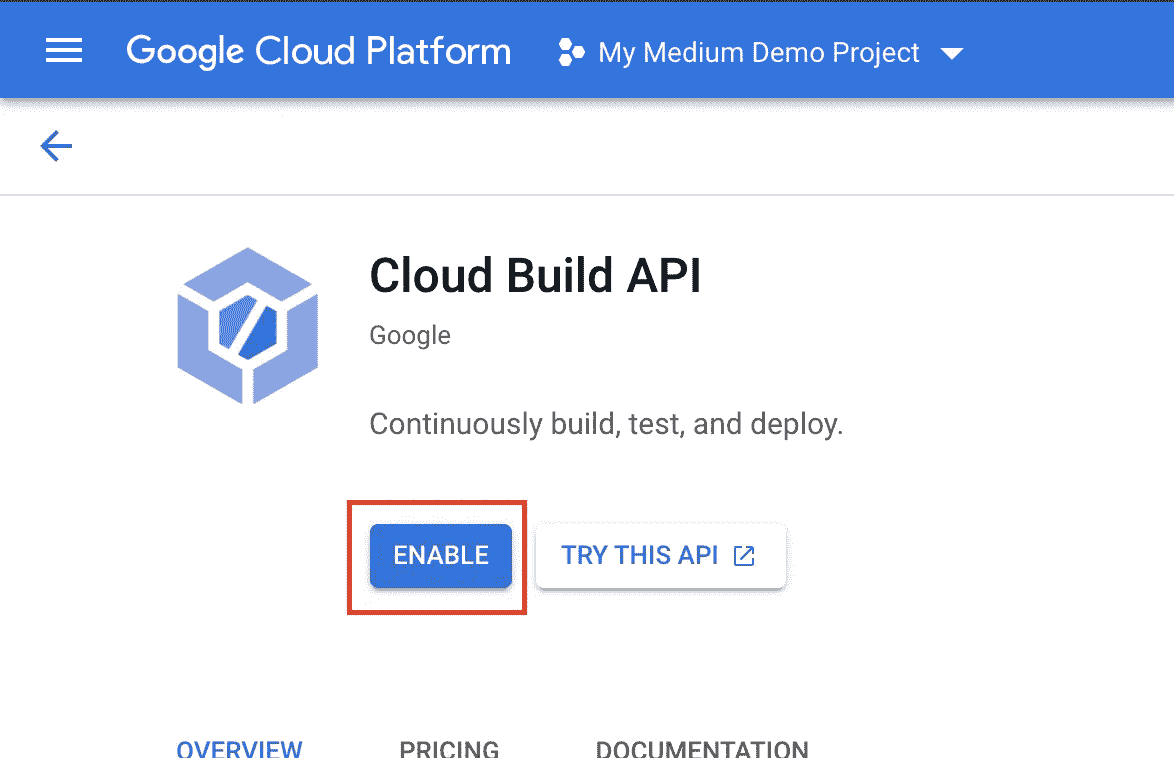 Google Cloud Platform My Medium Demo Project
Cloud Build API
Google
Continuously build, test, and deploy.
ENABLE TRY THIS API
OVERVIEW PRICING DOCUMENTATION